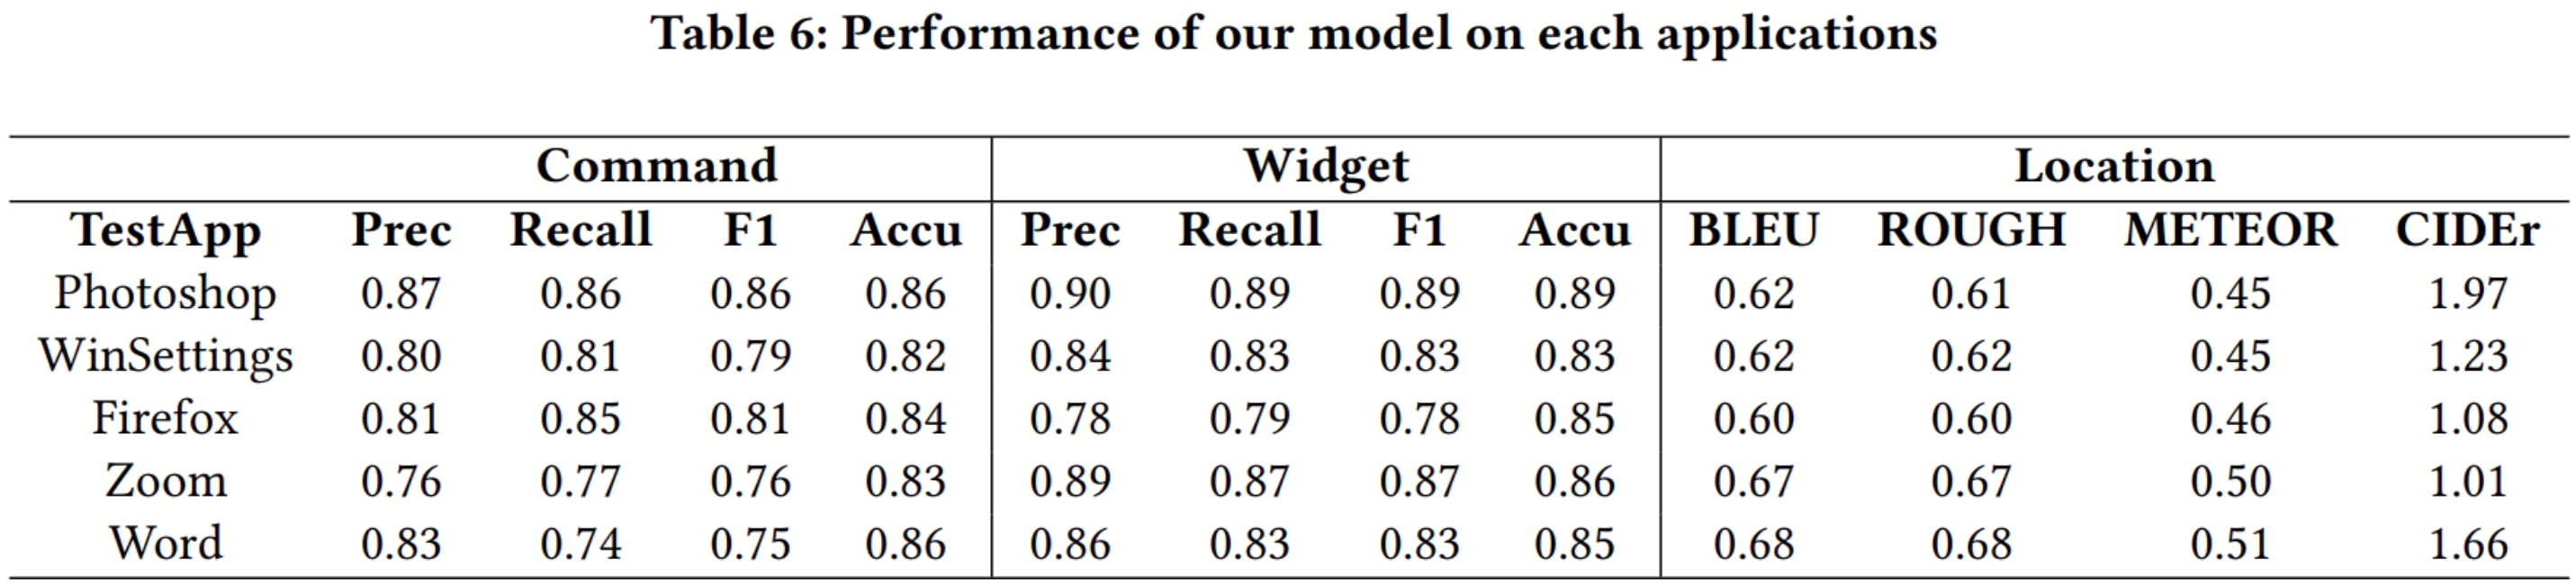 Table 6: Performance of our model on each applications
Command Widget Location
TestApp Prec Recall F1 Accu Prec Recall F1 Accu BLEU ROUGH METEOR CIDEr
Photoshop 0.87 0.86 0.86 0.86 0.90 0.89 0.89 0.89 0.62 0.61 0.45 1.97
WinSettings 0.80 0.81 0.79 0.82 0.84 0.83 0.83 0.83 0.62 0.62 0.45 1.23
Firefox 0.81 0.85 0.81 0.84 0.78 0.79 0.78 0.85 0.60 0.60 0.46 1.08
Zoom 0.76 0.77 0.76 0.83 0.89 0.87 0.87 0.86 0.67 0.67 0.50 1.01
Word 0.83 0.74 0.75 0.86 0.86 0.83 0.83 0.85 0.68 0.68 0.51 1.66